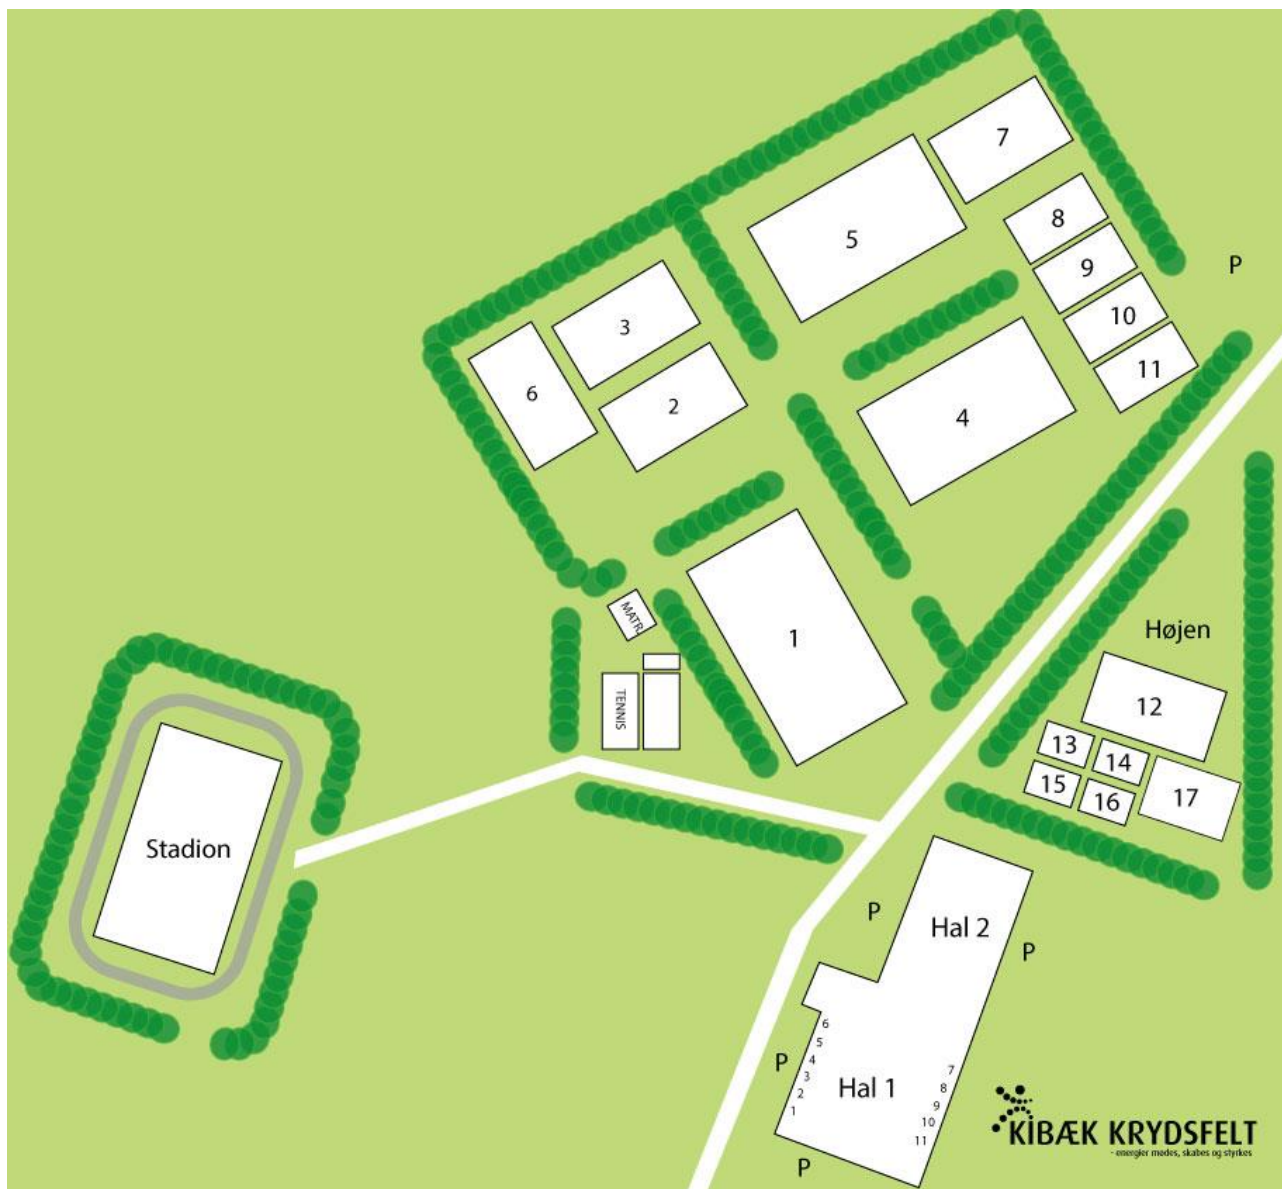 7
8
5
9
P
10
3
11
6
2
4
MATR.
1
Højen
TENNIS
12
13
14
15
16
17
Stadion
P
Hal 2
P
6
5
4
P
3
2
1
Hal 1
7
8
9
10
11
P
KIBÆK KRYDSFELT
- energier mødes, skabes og styrkes